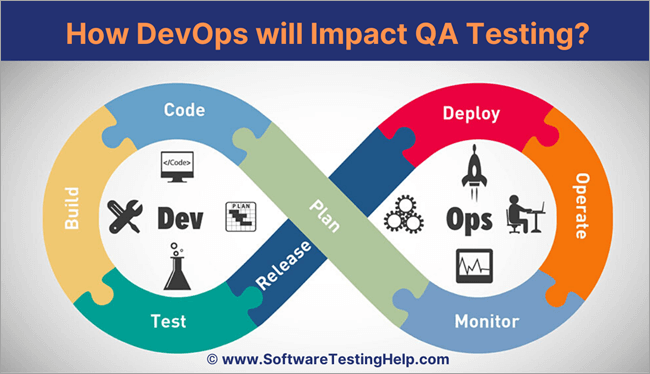 How DevOps will Impact QA Testing?
Code
Deploy
</Code>
PLAN
Build
Dev
Plan
Ops
Operate
Release
Test
Monitor
© www.SoftwareTestingHelp.com